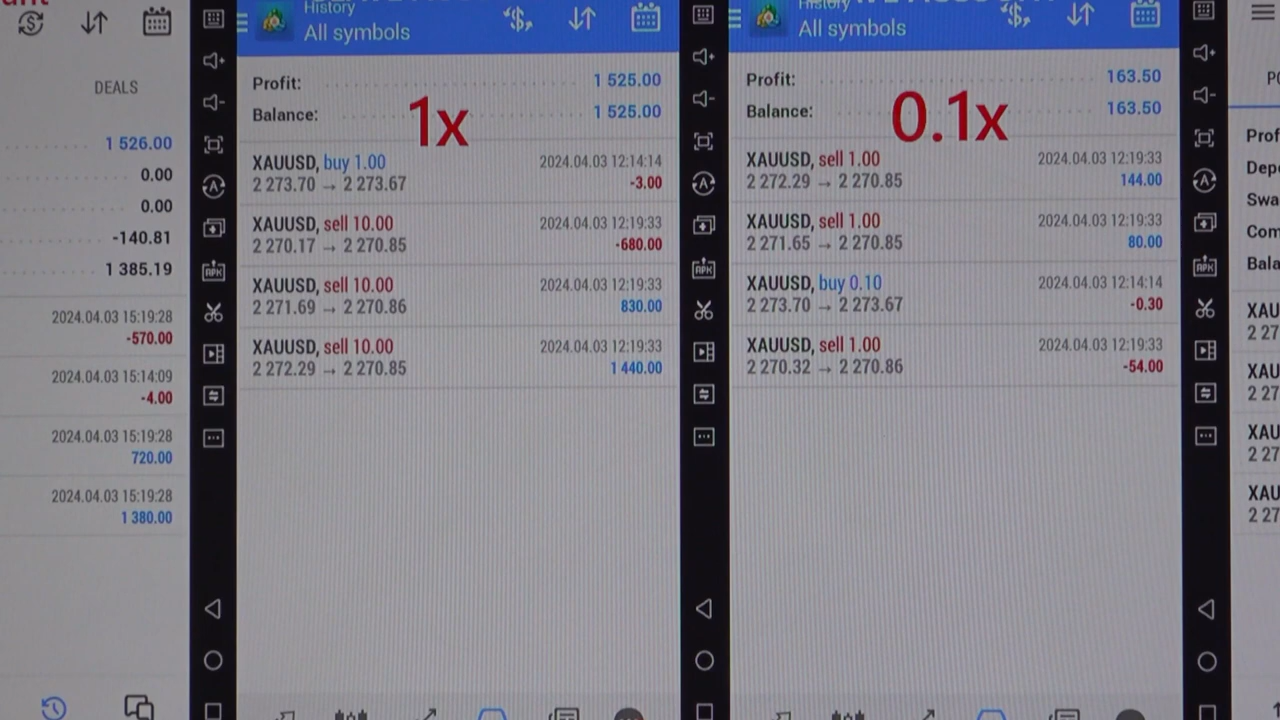 DEALS
1 526.00
0.00
0.00
-140.81
1 385.19
2024.04.03 15:19:28
-570.00
2024.04.03 15:14:09
-4.00
2024.04.03 15:19:28
720.00
2024.04.03 15:19:28
1 380.00
History
All symbols
Profit: 1 525.00
Balance: 1 525.00
1x
XAUUSD, buy 1.00 2024.04.03 12:14:14
2 273.70 → 2 273.67 -3.00
XAUUSD, sell 10.00 2024.04.03 12:19:33
2 270.17 → 2 270.85 -680.00
XAUUSD, sell 10.00 2024.04.03 12:19:33
2 271.69 → 2 270.86 830.00
XAUUSD, sell 10.00 2024.04.03 12:19:33
2 272.29 → 2 270.85 1 440.00
History
All symbols
Profit: 163.50
Balance: 163.50
0.1x
XAUUSD, sell 1.00 2024.04.03 12:19:33
2 272.29 → 2 270.85 144.00
XAUUSD, sell 1.00 2024.04.03 12:19:33
2 271.65 → 2 270.85 80.00
XAUUSD, buy 0.10 2024.04.03 12:14:14
2 273.70 → 2 273.67 -0.30
XAUUSD, sell 1.00 2024.04.03 12:19:33
2 270.32 → 2 270.86 -54.00
APK
APK
APK
PO
Prof
Depo
Swa
Com
Bala
XAU
2 27
XAU
2 27
XAU
2 27
XAU
2 27